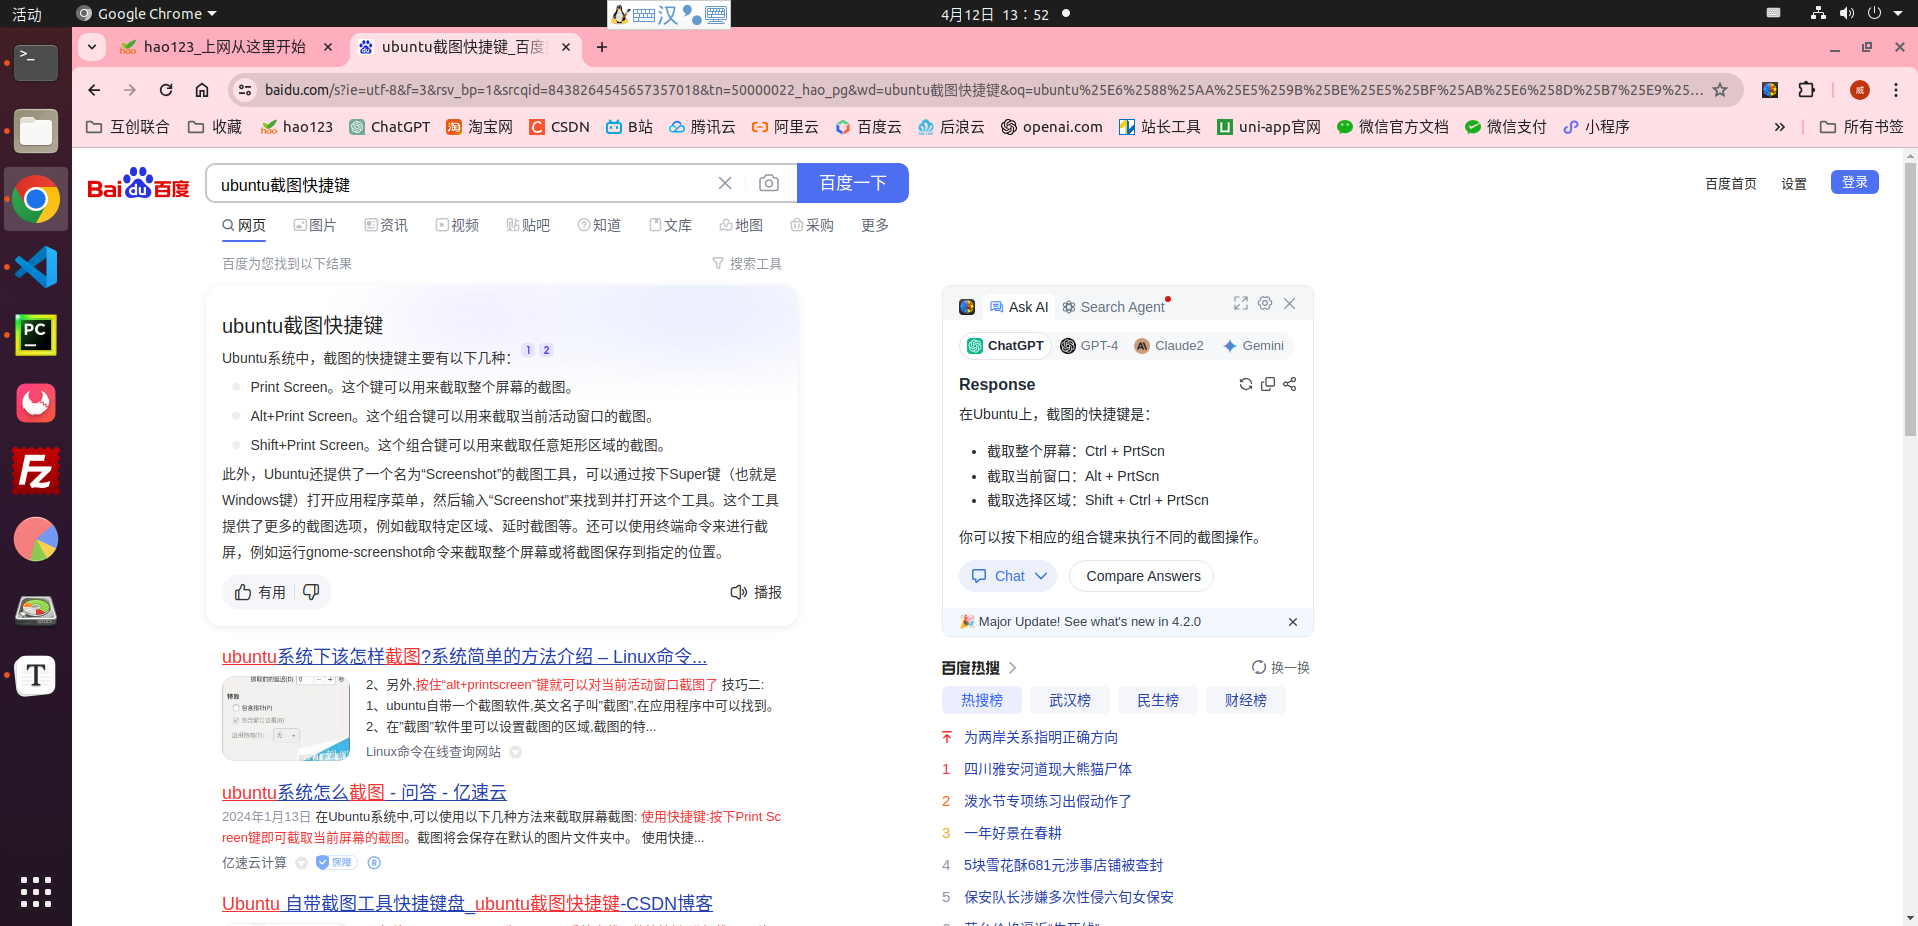 活动
Google Chrome
汉
4月12日 13：52
hao123_上网从这里开始
ubuntu截图快捷键_百度
baidu.com/s?ie=utf-8&f=3&rsv_bp=1&srcqid=8438264545657357018&tn=50000022_hao_pg&wd=ubuntu截图快捷键&oq=ubuntu%25E6%2588%25AA%25E5%259B%25BE%25E5%25BF%25AB%25E6%258D%25B7%25E9%25...
威
互创联合
收藏
hao123
ChatGPT
淘宝网
CSDN
B站
腾讯云
阿里云
百度云
后浪云
openai.com
站长工具
uni-app官网
微信官方文档
微信支付
小程序
所有书签
Bai du 百度
ubuntu截图快捷键
百度一下
百度首页
设置
登录
网页
图片
资讯
视频
贴吧
知道
文库
地图
采购
更多
百度为您找到以下结果
搜索工具
ubuntu截图快捷键
Ubuntu系统中，截图的快捷键主要有以下几种： 1 2
Print Screen。这个键可以用来截取整个屏幕的截图。
Alt+Print Screen。这个组合键可以用来截取当前活动窗口的截图。
Shift+Print Screen。这个组合键可以用来截取任意矩形区域的截图。
此外，Ubuntu还提供了一个名为“Screenshot”的截图工具，可以通过按下Super键（也就是
Windows键）打开应用程序菜单，然后输入“Screenshot”来找到并打开这个工具。这个工具
提供了更多的截图选项，例如截取特定区域、延时截图等。还可以使用终端命令来进行截
屏，例如运行gnome-screenshot命令来截取整个屏幕或将截图保存到指定的位置。
有用
播报
ubuntu系统下该怎样截图?系统简单的方法介绍 – Linux命令...
特效
包含指针(P)
2、另外,按住“alt+printscreen”键就可以对当前活动窗口截图了 技巧二:
1、ubuntu自带一个截图软件,英文名子叫”截图”,在应用程序中可以找到。
2、在”截图”软件里可以设置截图的区域,截图的特...
Linux命令在线查询网站
ubuntu系统怎么截图 - 问答 - 亿速云
2024年1月13日 在Ubuntu系统中,可以使用以下几种方法来截取屏幕截图: 使用快捷键:按下Print Sc
reen键即可截取当前屏幕的截图。截图将会保存在默认的图片文件夹中。 使用快捷...
亿速云计算
保障
Ubuntu 自带截图工具快捷键盘_ubuntu截图快捷键-CSDN博客
Ask AI
Search Agent
ChatGPT
GPT-4
Claude2
Gemini
Response
在Ubuntu上，截图的快捷键是：
截取整个屏幕：Ctrl + PrtScn
截取当前窗口：Alt + PrtScn
截取选择区域：Shift + Ctrl + PrtScn
你可以按下相应的组合键来执行不同的截图操作。
Chat
Compare Answers
Major Update! See what's new in 4.2.0
百度热搜
换一换
热搜榜
武汉榜
民生榜
财经榜
为两岸关系指明正确方向
1 四川雅安河道现大熊猫尸体
2 泼水节专项练习出假动作了
3 一年好景在春耕
4 5块雪花酥681元涉事店铺被查封
5 保安队长涉嫌多次性侵六旬女保安